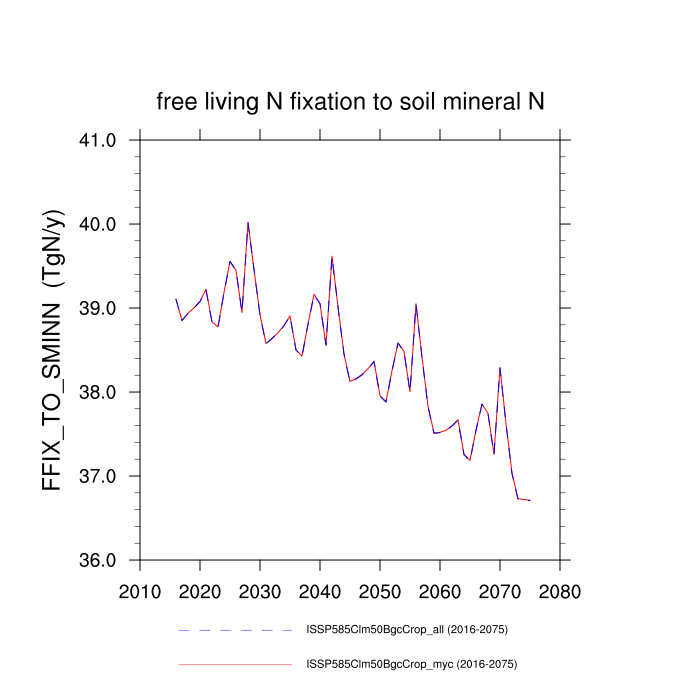 free living N fixation to soil mineral N
FFIX_TO_SMINN (TgN/y)
41.0
40.0
39.0
38.0
37.0
36.0
2010 2020 2030 2040 2050 2060 2070 2080
ISSP585Clm50BgcCrop_all (2016-2075)
ISSP585Clm50BgcCrop_myc (2016-2075)